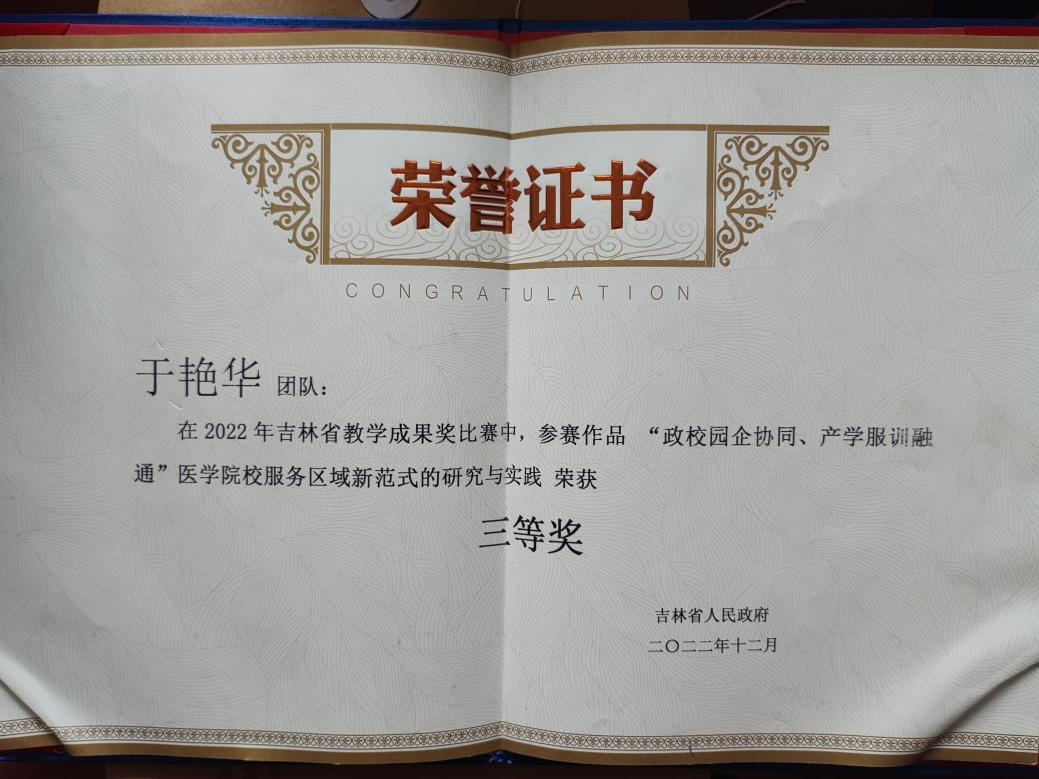 荣誉证书
CONGRATULATION
于艳华 团队：
在 2022 年吉林省教学成果奖比赛中，参赛作品 “政校园企协同、产学服训融
通”医学院校服务区域新范式的研究与实践 荣获
三等奖
吉林省人民政府
二〇二二年十二月